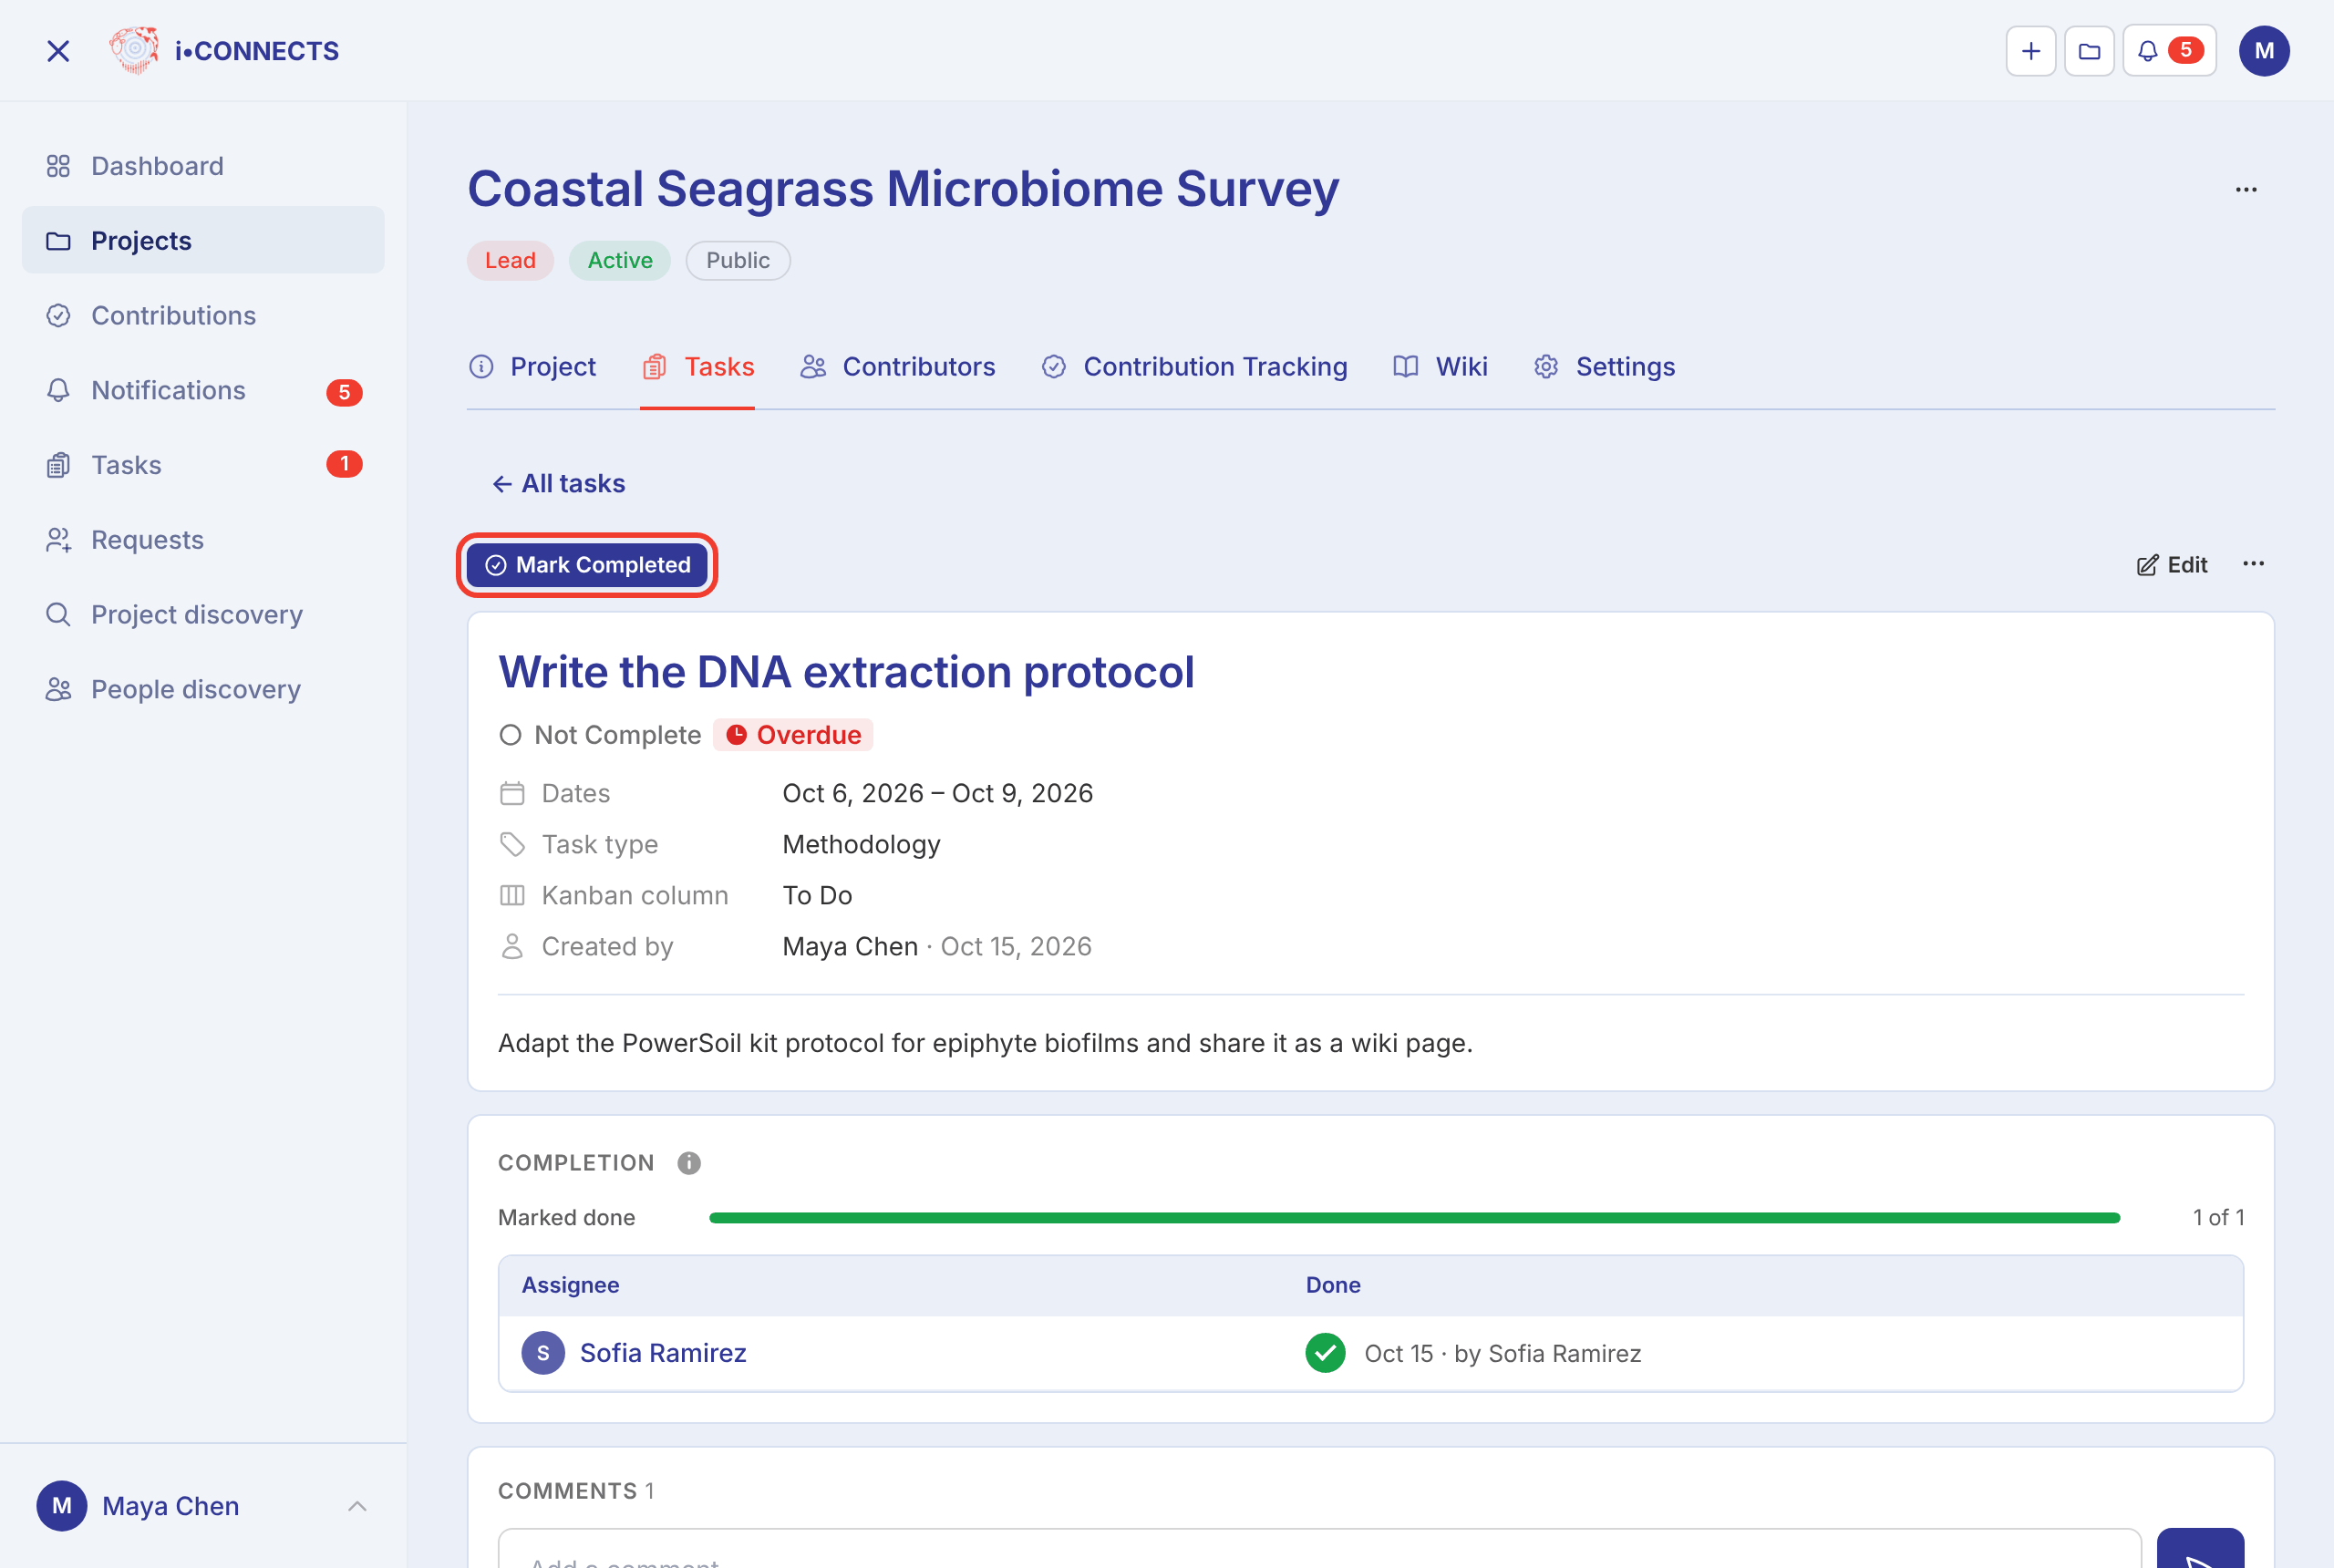 i•CONNECTS
5
M
Dashboard
Projects
Contributions
Notifications 5
Tasks 1
Requests
Project discovery
People discovery
Maya Chen
M
Coastal Seagrass Microbiome Survey
Lead Active Public
Project Tasks Contributors Contribution Tracking Wiki Settings
← All tasks
Mark Completed
Edit
Write the DNA extraction protocol
Not Complete Overdue
Dates Oct 6, 2026 – Oct 9, 2026
Task type Methodology
Kanban column To Do
Created by Maya Chen · Oct 15, 2026
Adapt the PowerSoil kit protocol for epiphyte biofilms and share it as a wiki page.
COMPLETION
Marked done 1 of 1
Assignee Done
S Sofia Ramirez Oct 15 · by Sofia Ramirez
COMMENTS 1
Add a comment